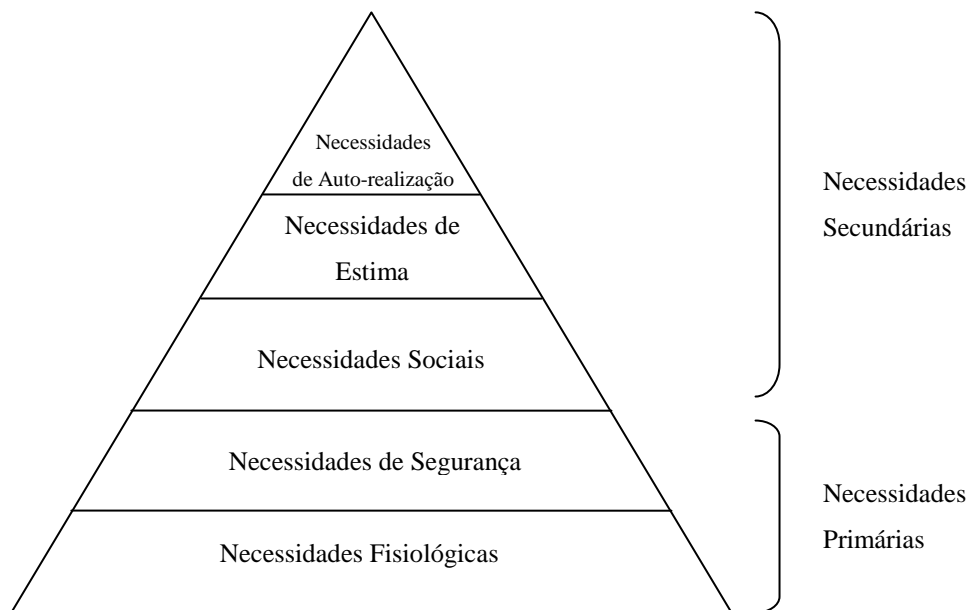 Necessidades
de Auto-realização
Necessidades de
Estima
Necessidades Sociais
Necessidades de Segurança
Necessidades Fisiológicas
Necessidades
Secundárias
Necessidades
Primárias